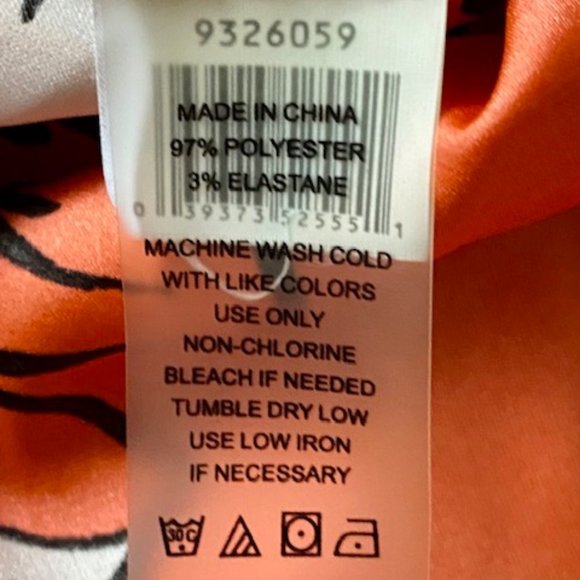 9326059
MADE IN CHINA
97% POLYESTER
3% ELASTANE
0 39373 52555 1
MACHINE WASH COLD
WITH LIKE COLORS
USE ONLY
NON-CHLORINE
BLEACH IF NEEDED
TUMBLE DRY LOW
USE LOW IRON
IF NECESSARY
30C